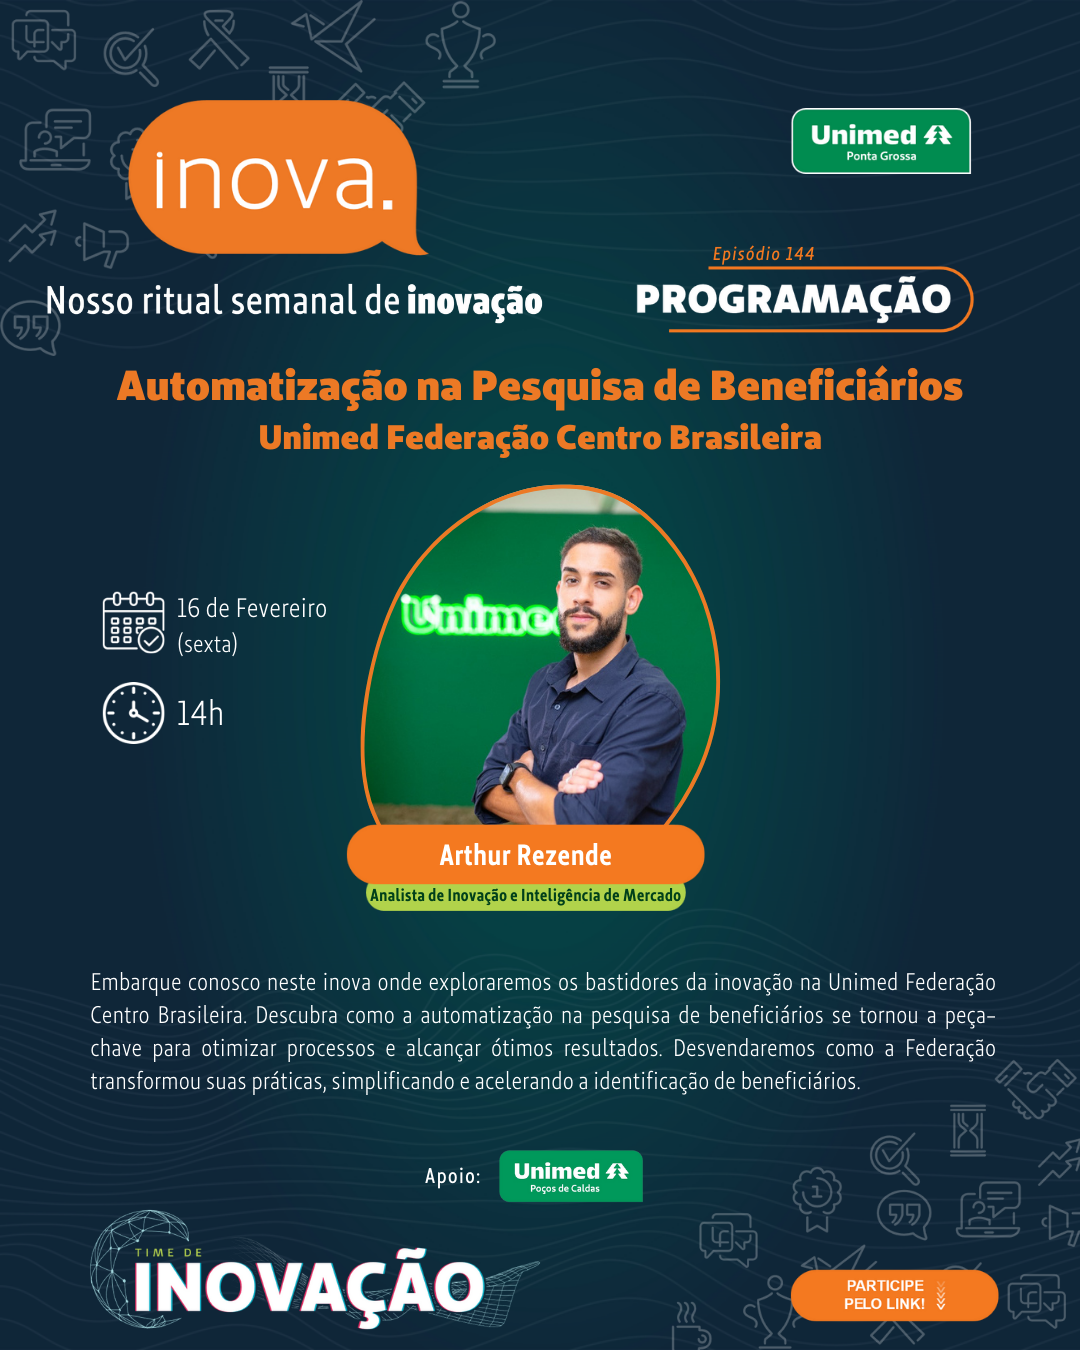 inova.
Unimed
Ponta Grossa
Nosso ritual semanal de inovação
Episódio 144
PROGRAMAÇÃO
Automatização na Pesquisa de Beneficiários
Unimed Federação Centro Brasileira
16 de Fevereiro
(sexta)
14h
Unimed
Arthur Rezende
Analista de Inovação e Inteligência de Mercado
Embarque conosco neste inova onde exploraremos os bastidores da inovação na Unimed Federação
Centro Brasileira. Descubra como a automatização na pesquisa de beneficiários se tornou a peça-
chave para otimizar processos e alcançar ótimos resultados. Desvendaremos como a Federação
transformou suas práticas, simplificando e acelerando a identificação de beneficiários.
Apoio:
Unimed
Poços de Caldas
TIME DE
INOVAÇÃO
1
PARTICIPE
PELO LINK!